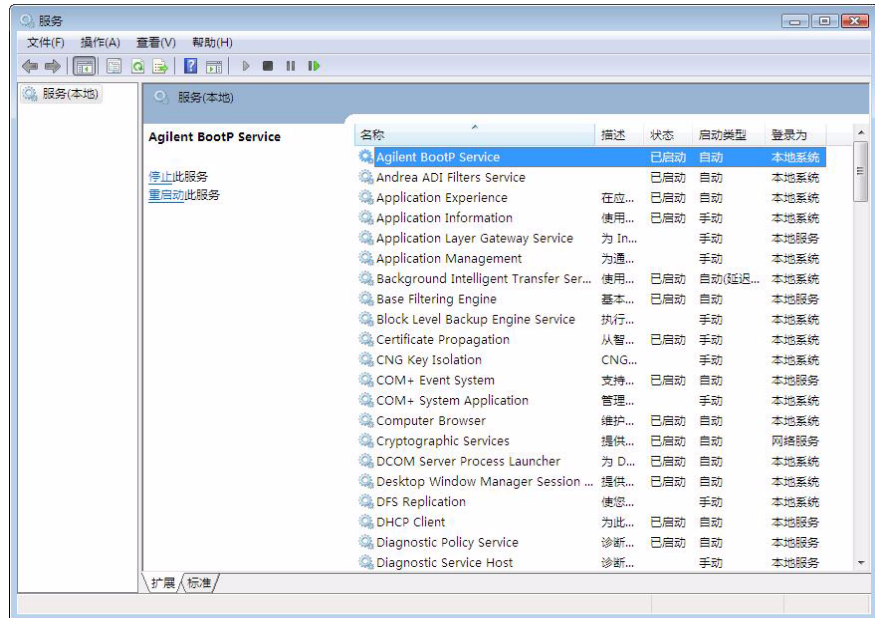 服务
文件(F) 操作(A) 查看(V) 帮助(H)
服务(本地)
服务(本地)
Agilent BootP Service
停止此服务
重启动此服务
名称 描述 状态 启动类型 登录为
Agilent BootP Service 已启动 自动 本地系统
Andrea ADI Filters Service 已启动 自动 本地系统
Application Experience 在应... 已启动 自动 本地系统
Application Information 使用... 已启动 手动 本地系统
Application Layer Gateway Service 为 In... 手动 本地服务
Application Management 为通... 手动 本地系统
Background Intelligent Transfer Ser... 使用... 已启动 自动(延迟... 本地系统
Base Filtering Engine 基本... 已启动 自动 本地服务
Block Level Backup Engine Service 执行... 手动 本地系统
Certificate Propagation 从智... 已启动 手动 本地系统
CNG Key Isolation CNG... 手动 本地系统
COM+ Event System 支持... 已启动 自动 本地服务
COM+ System Application 管理... 手动 本地系统
Computer Browser 维护... 已启动 自动 本地系统
Cryptographic Services 提供... 已启动 自动 网络服务
DCOM Server Process Launcher 为 D... 已启动 自动 本地系统
Desktop Window Manager Session ... 提供... 已启动 自动 本地系统
DFS Replication 使您... 手动 本地系统
DHCP Client 为此... 已启动 自动 本地服务
Diagnostic Policy Service 诊断... 已启动 自动 本地服务
Diagnostic Service Host 诊断... 手动 本地服务
扩展 标准